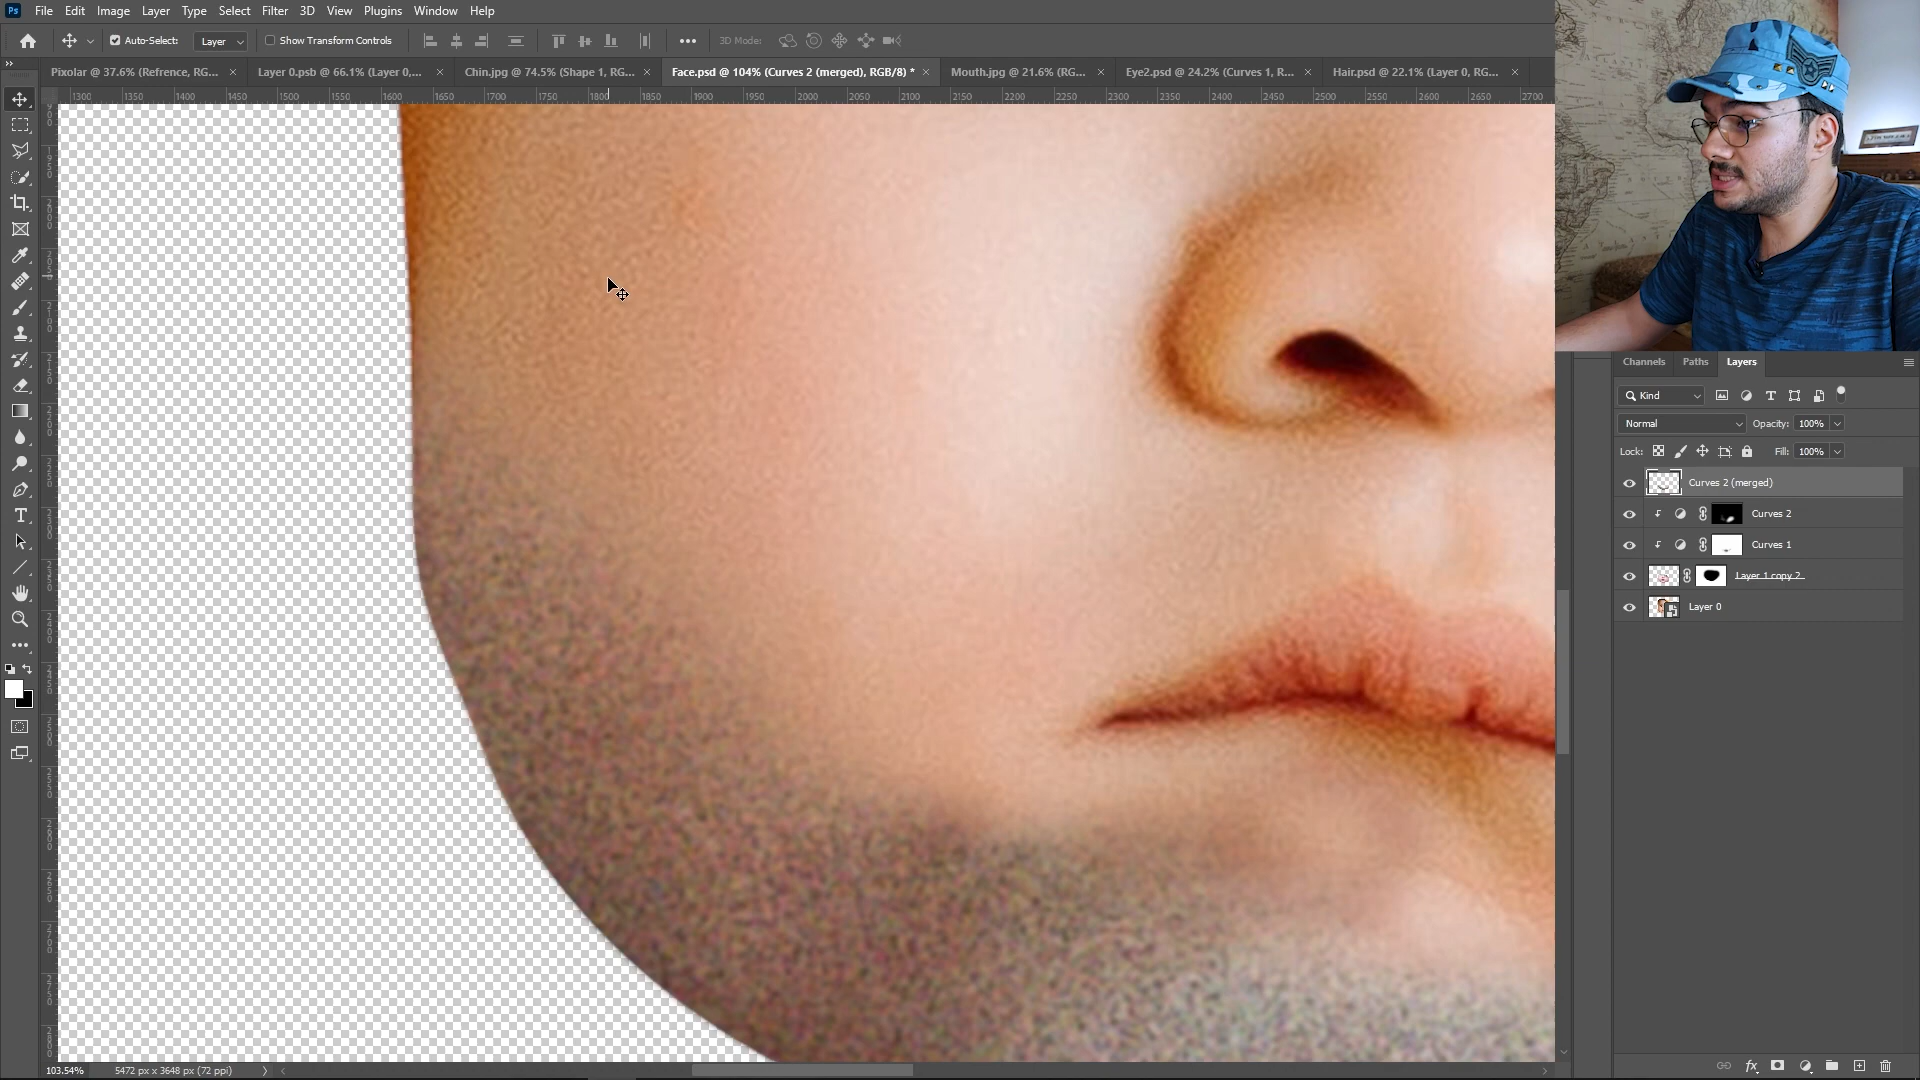 Ps File Edit Image Layer Type Select Filter 3D View Plugins Window Help
Auto-Select: Layer Show Transform Controls 3D Mode:
Pixolar @ 37.6% (Refrence, RG... × Layer 0.psb @ 66.1% (Layer 0,... × Chin.jpg @ 74.5% (Shape 1, RG... × Face.psd @ 104% (Curves 2 (merged), RGB/8) * × Mouth.jpg @ 21.6% (RG... × Eye2.psd @ 24.2% (Curves 1, R... × Hair.psd @ 22.1% (Layer 0, RG... ×
1300 1350 1400 1450 1500 1550 1600 1650 1700 1750 1800 1850 1900 1950 2000 2050 2100 2150 2200 2250 2300 2350 2400 2450 2500 2550 2600 2650 2700
Channels Paths Layers
Kind
Normal Opacity: 100%
Lock: Fill: 100%
Curves 2 (merged)
Curves 2
Curves 1
Layer 1 copy 2
Layer 0
103.54% 5472 px x 3648 px (72 ppi)